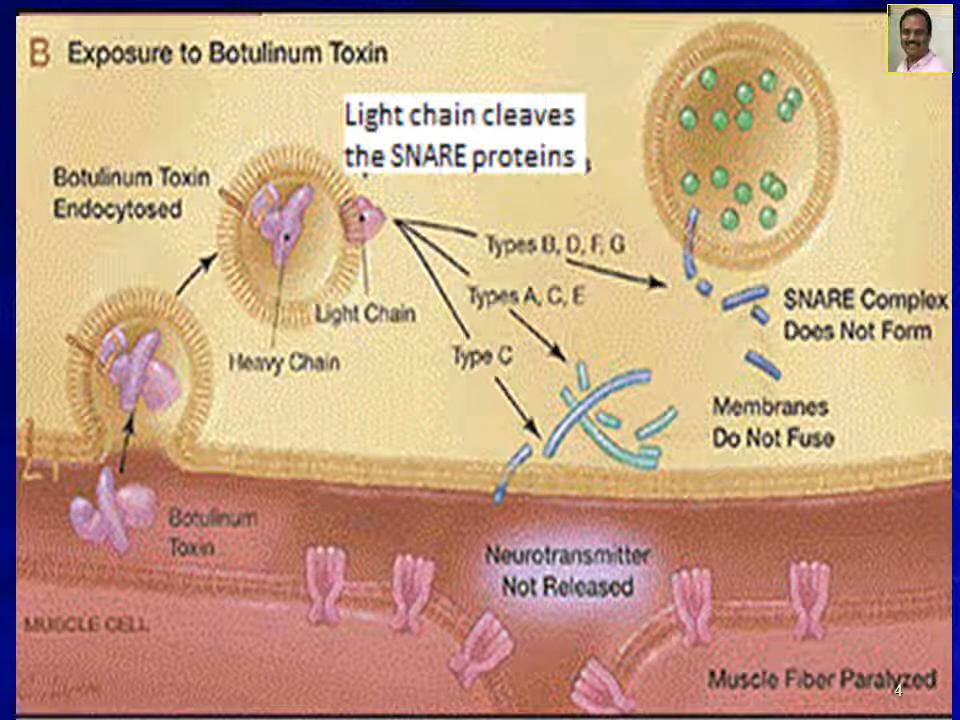 B Exposure to Botulinum Toxin
Light chain cleaves
the SNARE proteins
Botulinum Toxin
Endocytosed
Types B, D, F, G
Types A, C, E
SNARE Complex
Does Not Form
Light Chain
Type C
Heavy Chain
Membranes
Do Not Fuse
Botulinum
Toxin
Neurotransmitter
Not Released
MUSCLE CELL
Muscle Fiber Paralyzed
4